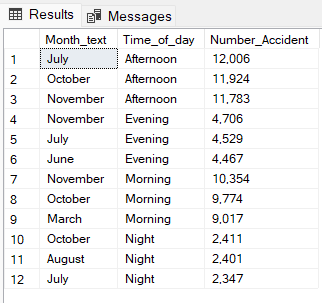 Results Messages
Month_text Time_of_day Number_Accident
1 July Afternoon 12,006
2 October Afternoon 11,924
3 November Afternoon 11,783
4 November Evening 4,706
5 July Evening 4,529
6 June Evening 4,467
7 November Morning 10,354
8 October Morning 9,774
9 March Morning 9,017
10 October Night 2,411
11 August Night 2,401
12 July Night 2,347